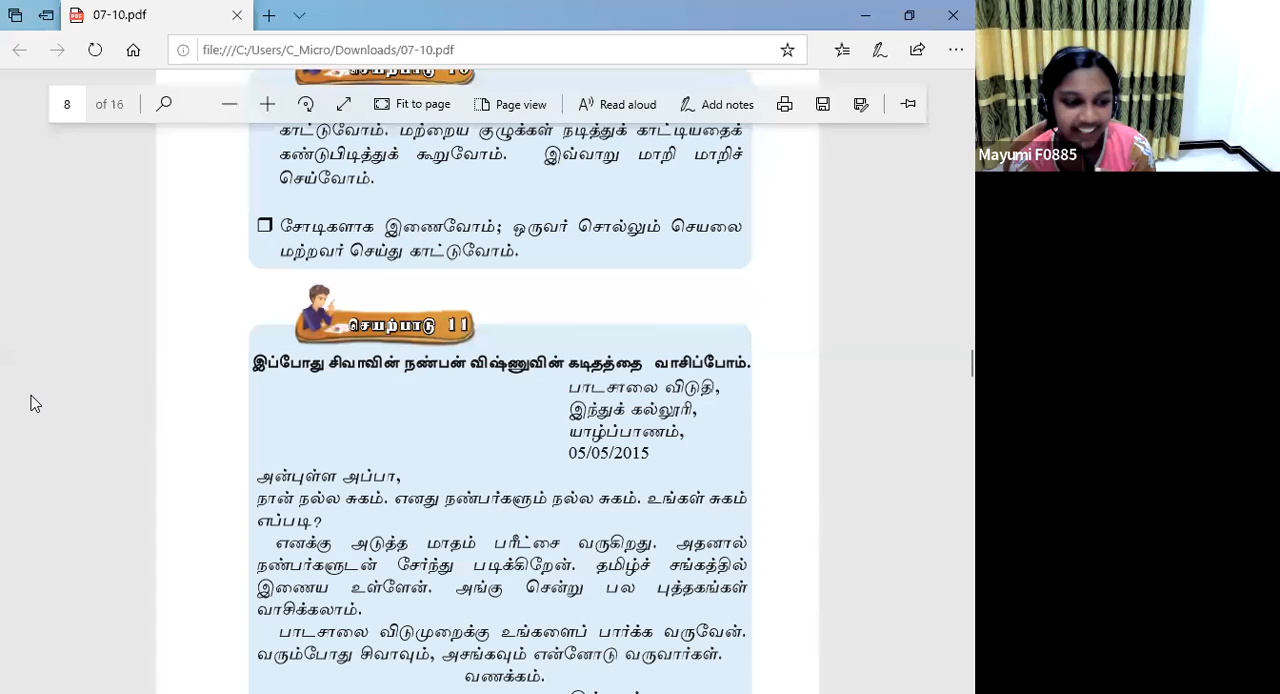 07-10.pdf
file:///C:/Users/C_Micro/Downloads/07-10.pdf
8 of 16
Fit to page
Page view
Read aloud
Add notes
Mayumi F0885
காட்டுவோம். மற்றைய குழுக்கள் நடித்துக் காட்டியதைக்
கண்டுபிடித்துக் கூறுவோம். இவ்வாறு மாறி மாறிச்
செய்வோம்.
சோடிகளாக இணைவோம்; ஒருவர் சொல்லும் செயலை
மற்றவர் செய்து காட்டுவோம்.
செயற்பாடு 11
இப்போது சிவாவின் நண்பன் விஷ்ணுவின் கடிதத்தை வாசிப்போம்.
பாடசாலை விடுதி,
இந்துக் கல்லூரி,
யாழ்ப்பாணம்,
05/05/2015
அன்புள்ள அப்பா,
நான் நல்ல சுகம். எனது நண்பர்களும் நல்ல சுகம். உங்கள் சுகம்
எப்படி?
எனக்கு அடுத்த மாதம் பரீட்சை வருகிறது. அதனால்
நண்பர்களுடன் சேர்ந்து படிக்கிறேன். தமிழ்ச் சங்கத்தில்
இணைய உள்ளேன். அங்கு சென்று பல புத்தகங்கள்
வாசிக்கலாம்.
பாடசாலை விடுமுறைக்கு உங்களைப் பார்க்க வருவேன்.
வரும்போது சிவாவும், அசங்கவும் என்னோடு வருவார்கள்.
வணக்கம்.